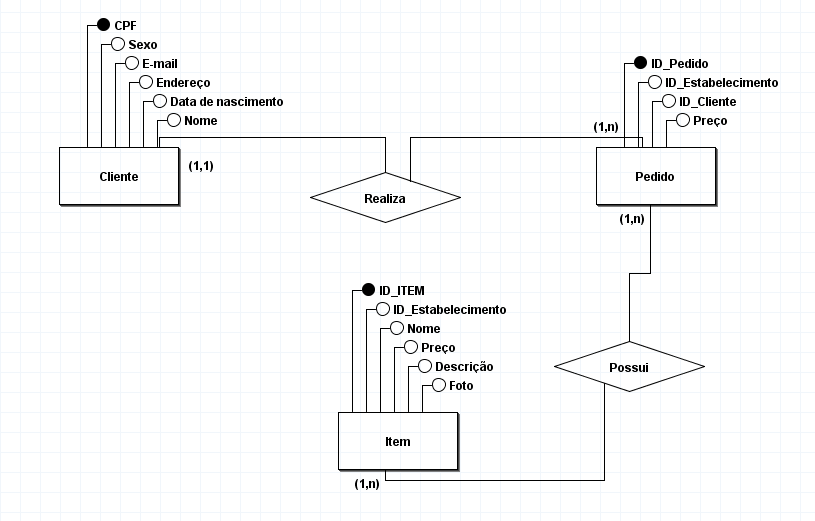 CPF
Sexo
E-mail
Endereço
Data de nascimento
Nome
Cliente
(1,1)
Realiza
(1,n)
ID_Pedido
ID_Estabelecimento
ID_Cliente
Preço
Pedido
(1,n)
Possui
ID_ITEM
ID_Estabelecimento
Nome
Preço
Descrição
Foto
Item
(1,n)